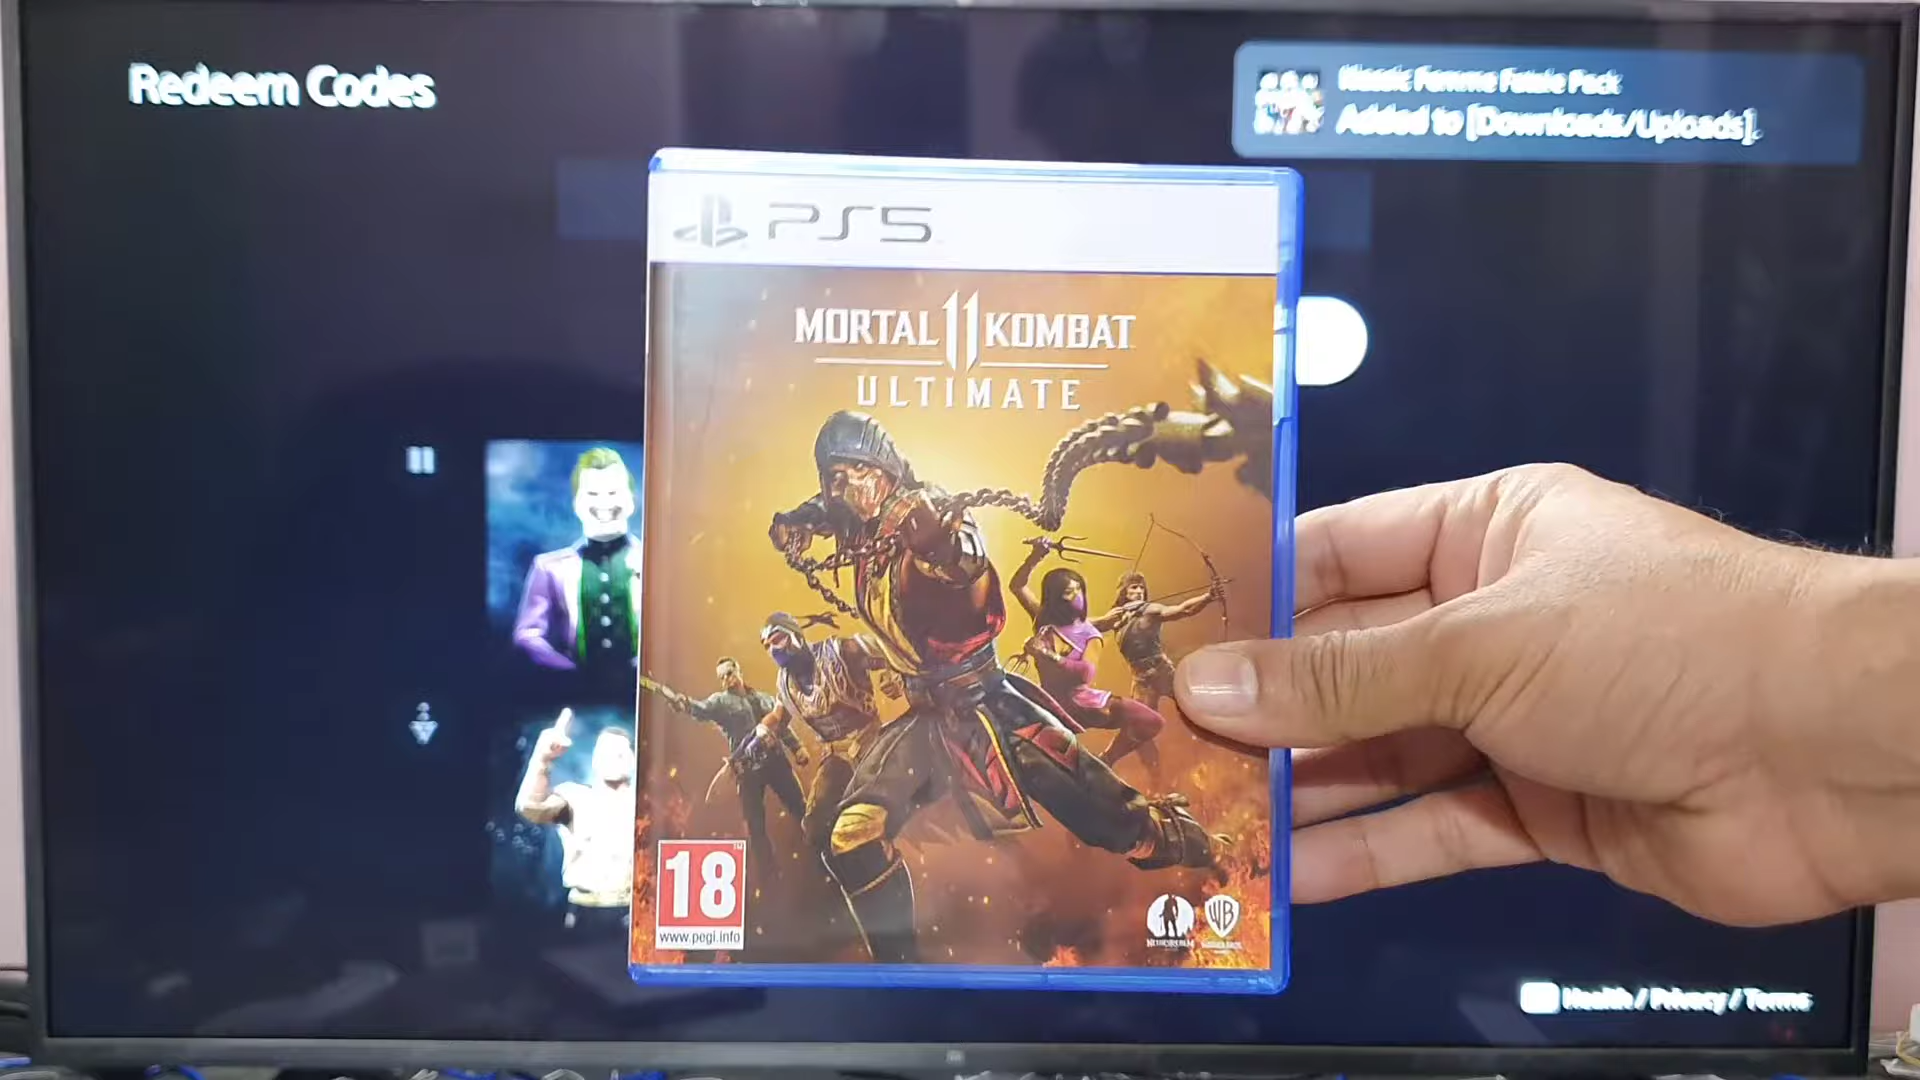 Redeem Codes
Klassic Femme Fatale Pack
Added to [Downloads/Uploads].
PS5
MORTAL 11 KOMBAT
ULTIMATE
18
www.pegi.info
WB
Health / Privacy / Terms